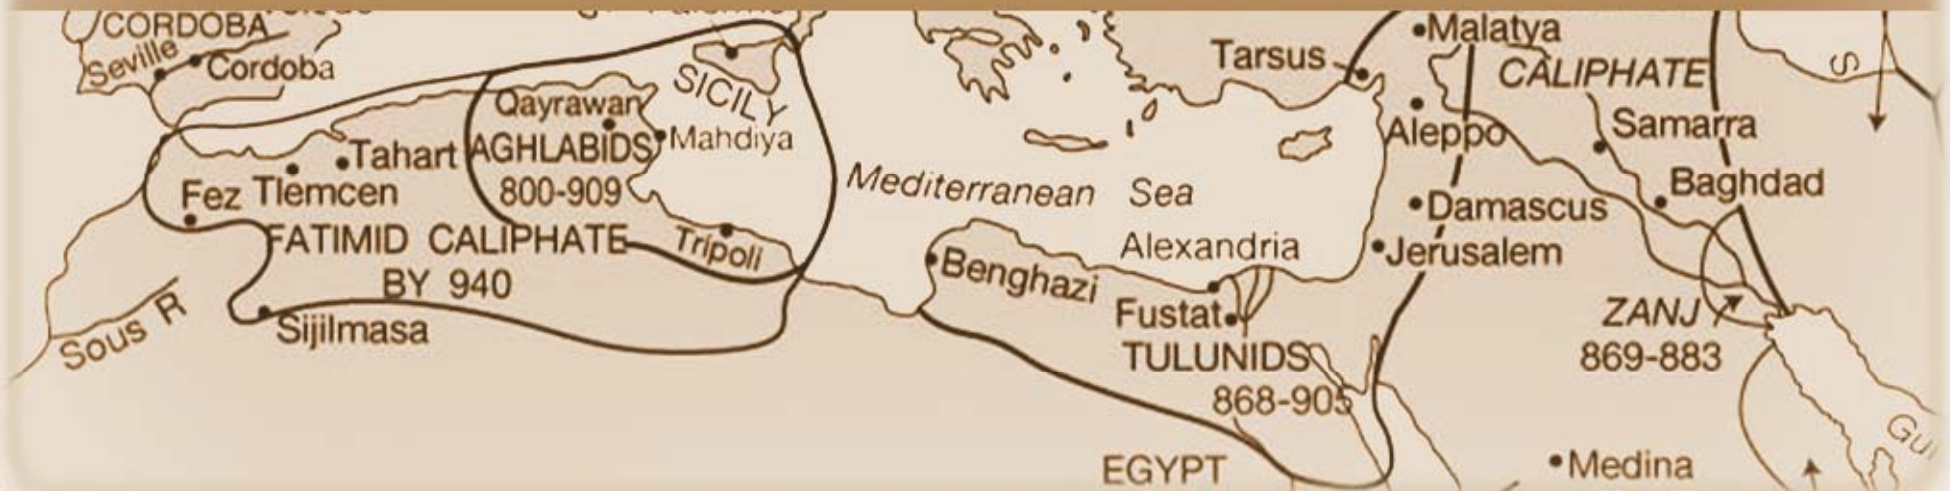 CORDOBA
Seville
Cordoba
Qayrawan
SICILY
Mahdiya
AGHLABIDS
800-909
Tahart
Tlemcen
Fez
FATIMID CALIPHATE
BY 940
Tripoli
Sijilmasa
Sous R
Mediterranean Sea
Benghazi
Alexandria
Fustat
TULUNIDS
868-905
EGYPT
Tarsus
Malatya
CALIPHATE
Aleppo
Samarra
Baghdad
Damascus
Jerusalem
ZANJ
869-883
Medina
S